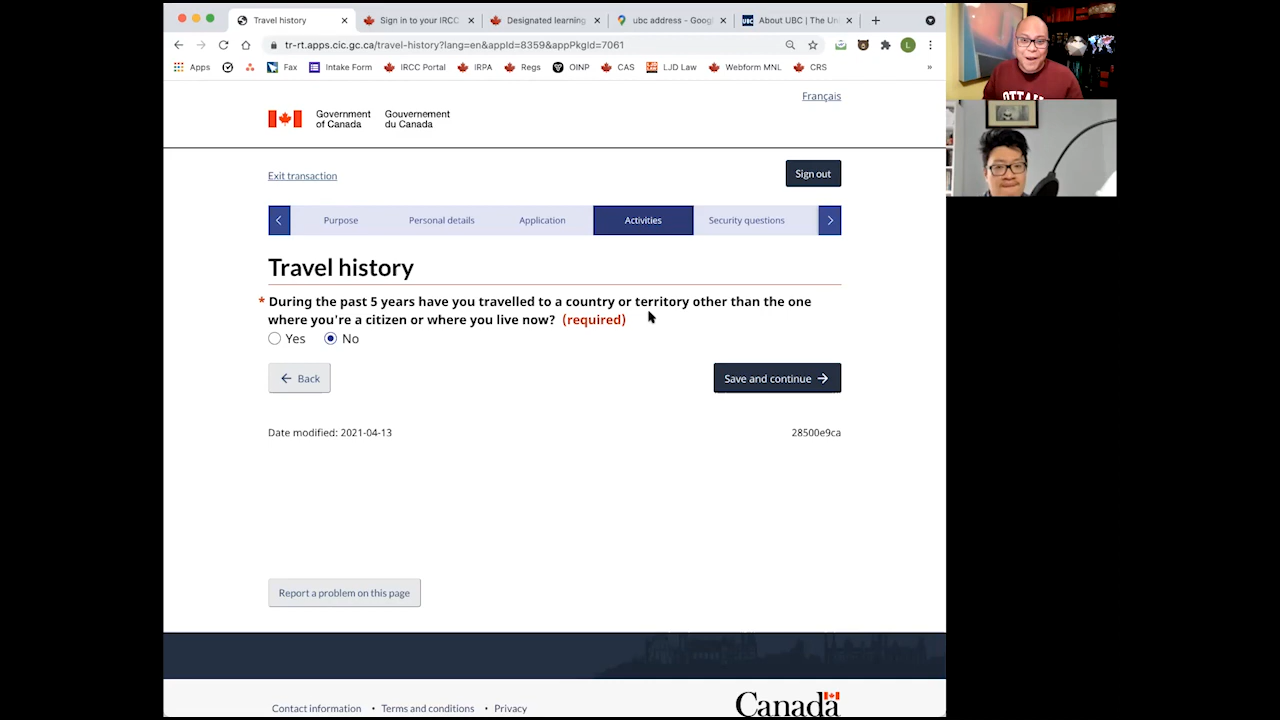 Travel history
Sign in to your IRCC
Designated learning
ubc address - Goog
About UBC | The Un
tr-rt.apps.cic.gc.ca/travel-history?lang=en&appId=8359&appPkgId=7061
L
Apps
Fax
Intake Form
IRCC Portal
IRPA
Regs
OINP
CAS
LJD Law
Webform MNL
CRS
»
Français
Government of Canada
Gouvernement du Canada
Exit transaction
Sign out
Purpose
Personal details
Application
Activities
Security questions
Travel history
* During the past 5 years have you travelled to a country or territory other than the one
where you're a citizen or where you live now? (required)
Yes
No
Back
Save and continue
Date modified: 2021-04-13
28500e9ca
Report a problem on this page
Contact information • Terms and conditions • Privacy
Canada
OTTAWA